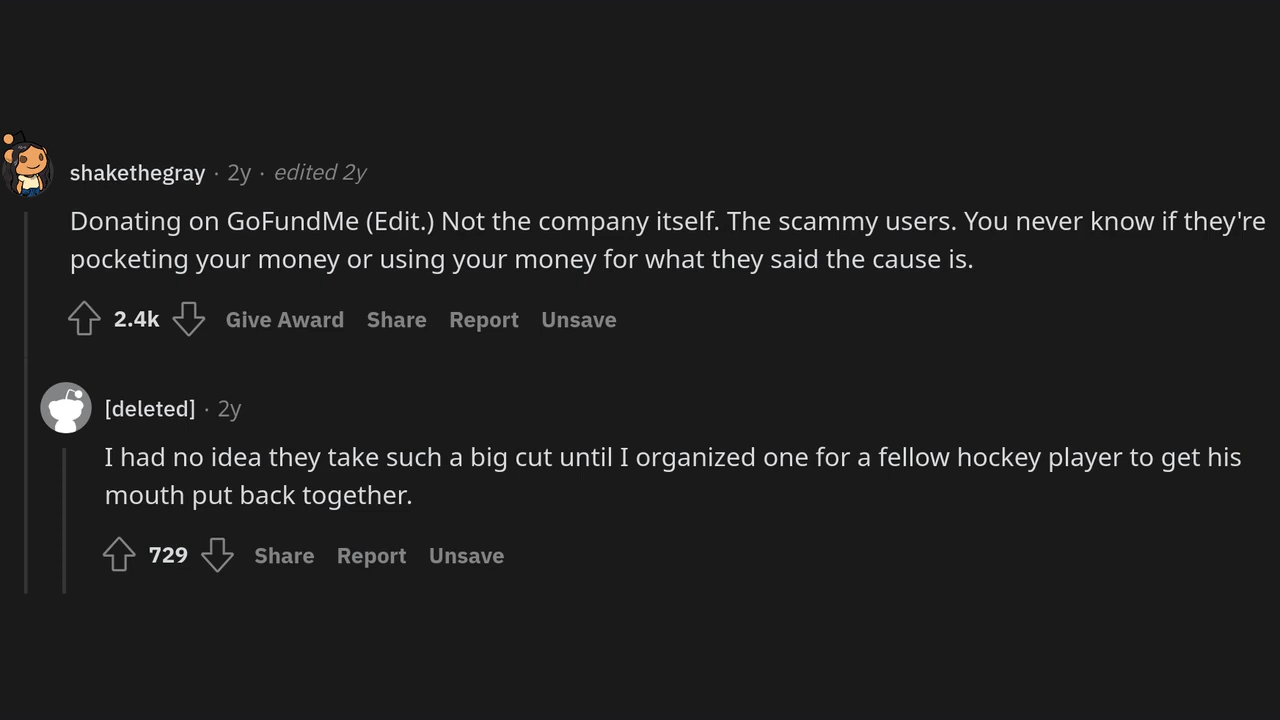 shakethegray · 2y · edited 2y
Donating on GoFundMe (Edit.) Not the company itself. The scammy users. You never know if they're
pocketing your money or using your money for what they said the cause is.
2.4k Give Award Share Report Unsave
[deleted] · 2y
I had no idea they take such a big cut until I organized one for a fellow hockey player to get his
mouth put back together.
729 Share Report Unsave